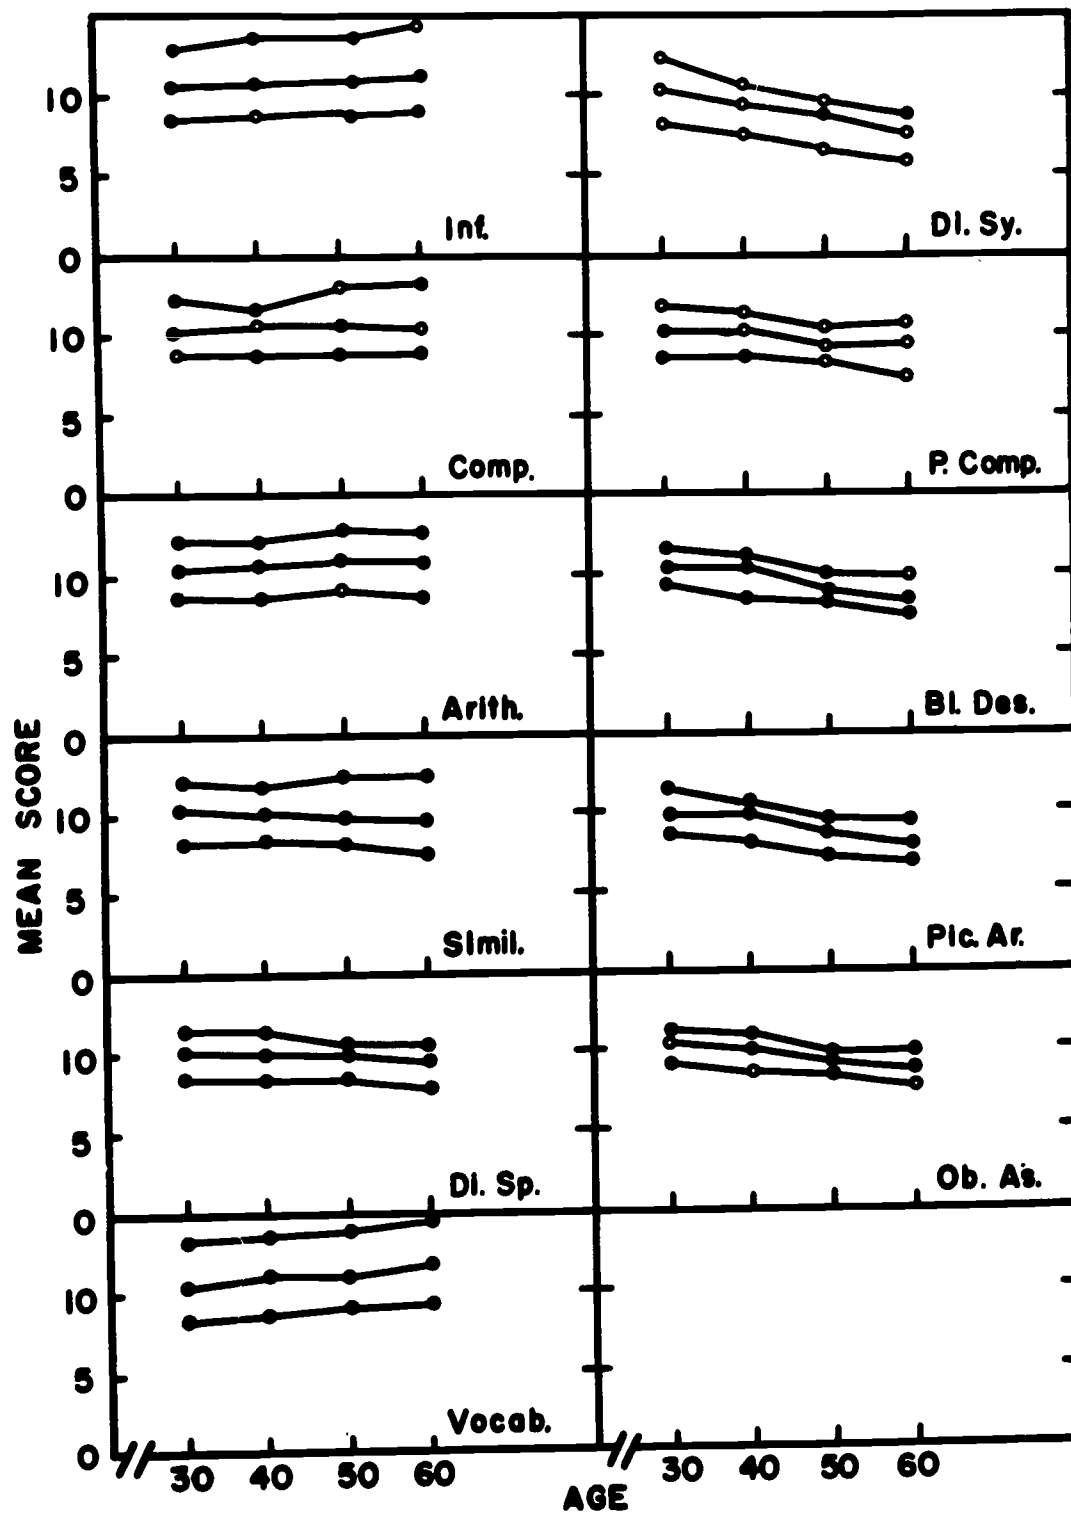 10
5
0
Inf.
Di. Sy.
10
5
0
Comp.
P. Comp.
10
5
0
Arith.
Bl. Des.
10
5
0
Simil.
Pic. Ar.
10
5
0
Di. Sp.
Ob. As.
10
5
0
Vocab.
30 40 50 60
30 40 50 60
MEAN SCORE
AGE